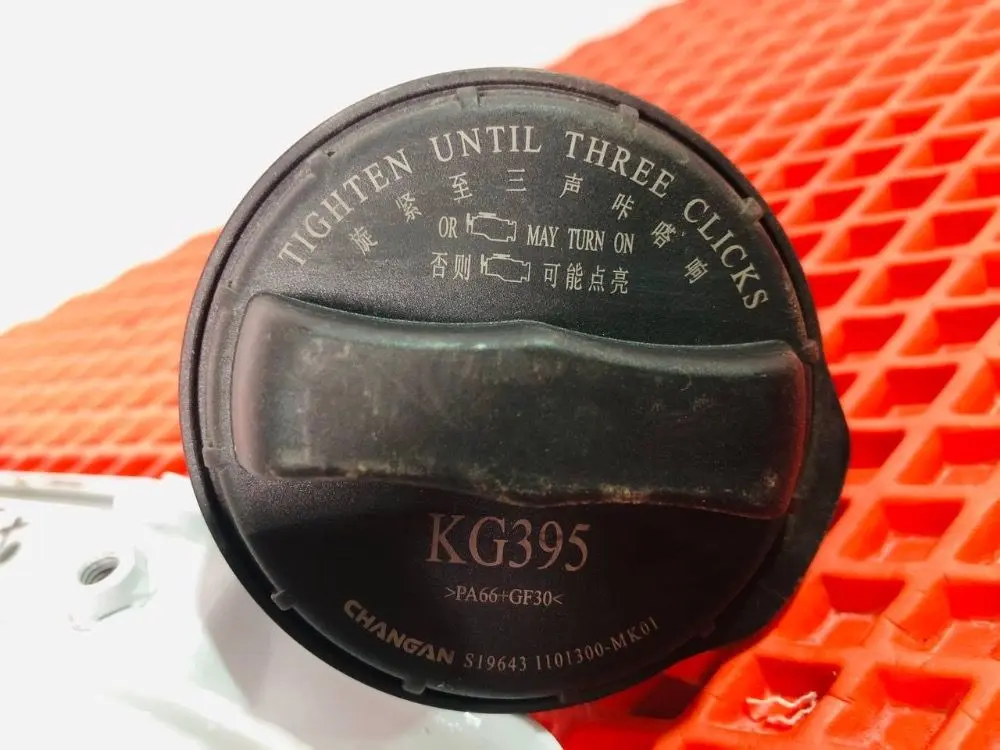 TIGHTEN UNTIL THREE CLICKS
旋紧至三声咔嗒响
OR MAY TURN ON
否则 可能点亮
KG395
>PA66+GF30<
CHANGAN S19643 1101300-MK01